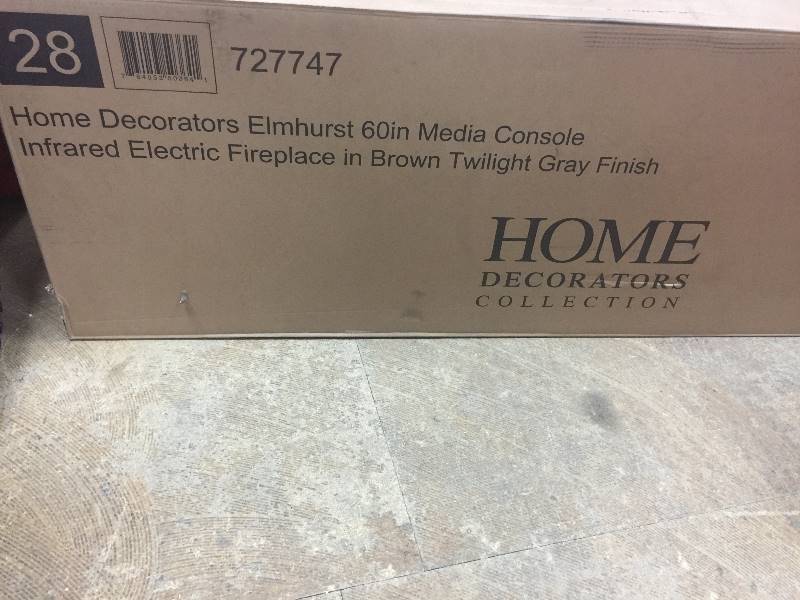 28
727747
Home Decorators Elmhurst 60in Media Console
Infrared Electric Fireplace in Brown Twilight Gray Finish
HOME
DECORATORS
COLLECTION